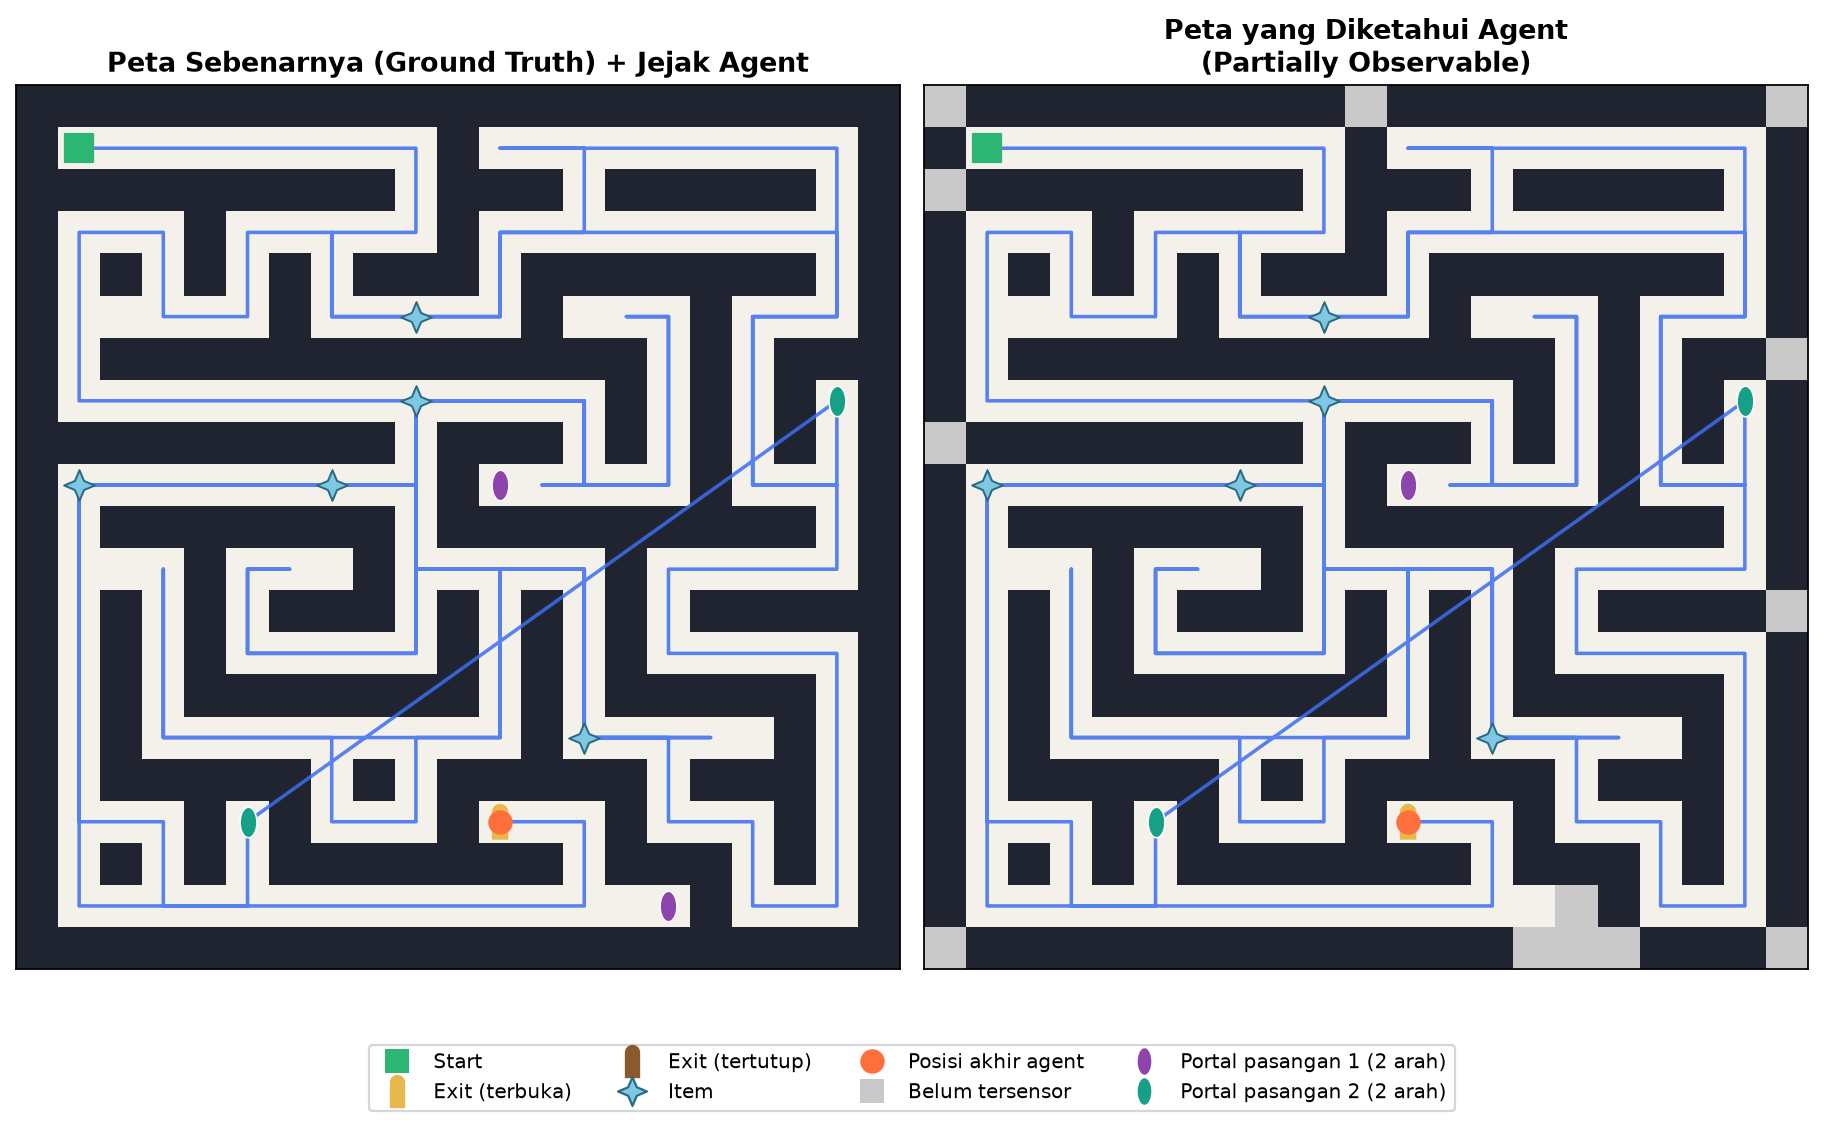 Peta Sebenarnya (Ground Truth) + Jejak Agent
Peta yang Diketahui Agent
(Partially Observable)
Start
Exit (terbuka)
Exit (tertutup)
Item
Posisi akhir agent
Belum tersensor
Portal pasangan 1 (2 arah)
Portal pasangan 2 (2 arah)